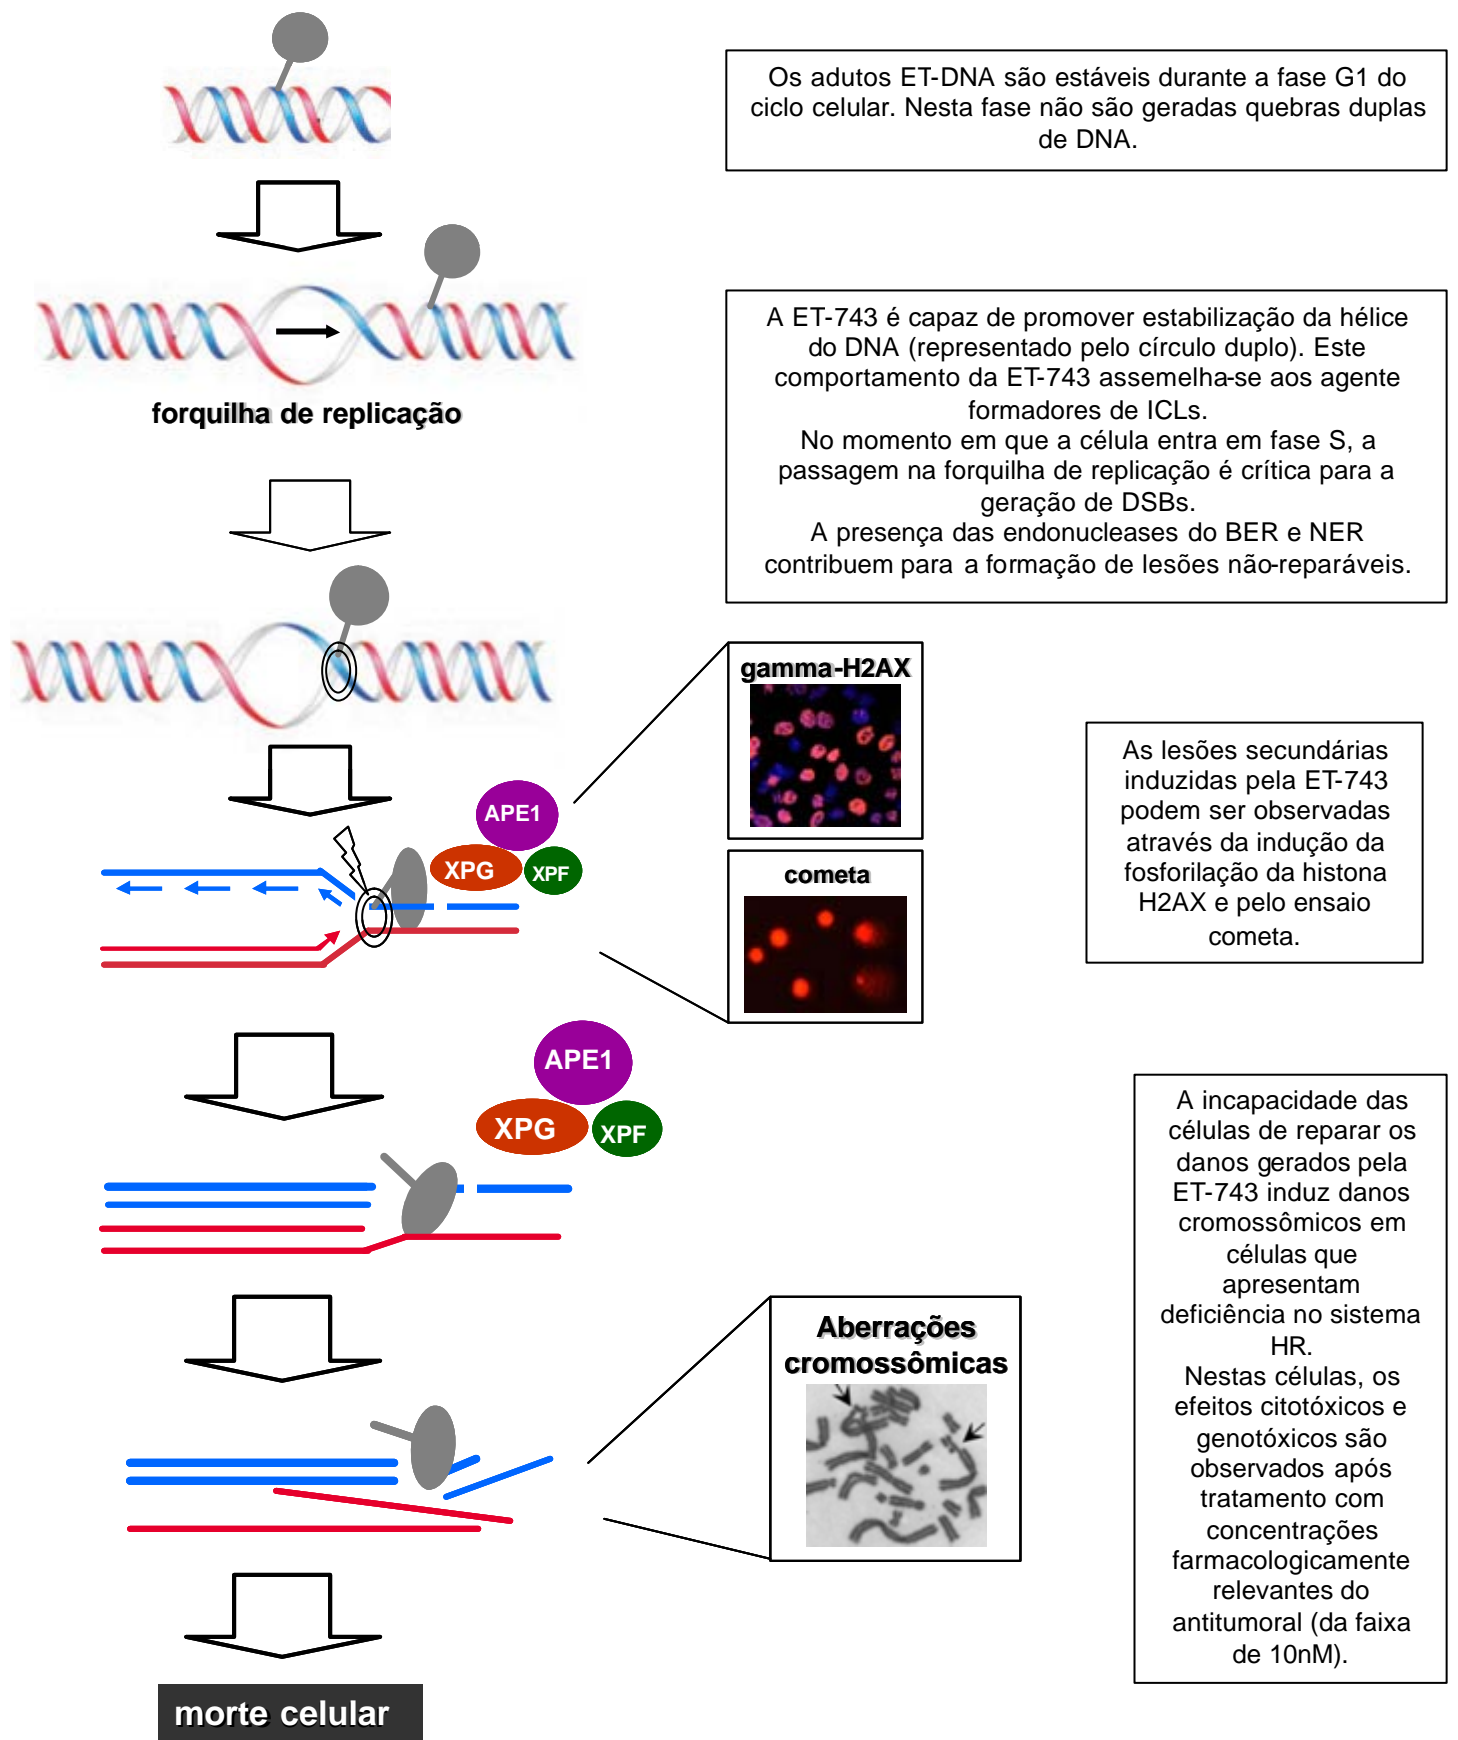 Os adutos ET-DNA são estáveis durante a fase G1 do
ciclo celular. Nesta fase não são geradas quebras duplas
de DNA.
A ET-743 é capaz de promover estabilização da hélice
do DNA (representado pelo círculo duplo). Este
comportamento da ET-743 assemelha-se aos agente
formadores de ICLs.
No momento em que a célula entra em fase S, a
passagem na forquilha de replicação é crítica para a
geração de DSBs.
A presença das endonucleases do BER e NER
contribuem para a formação de lesões não-reparáveis.
forquilha de replicação
gamma-H2AX
APE1
XPG
XPF
cometa
As lesões secundárias
induzidas pela ET-743
podem ser observadas
através da indução da
fosforilação da histona
H2AX e pelo ensaio
cometa.
APE1
XPG
XPF
A incapacidade das
células de reparar os
danos gerados pela
ET-743 induz danos
cromossômicos em
células que
apresentam
deficiência no sistema
HR.
Nestas células, os
efeitos citotóxicos e
genotóxicos são
observados após
tratamento com
concentrações
farmacologicamente
relevantes do
antitumoral (da faixa
de 10nM).
Aberrações
cromossômicas
morte celular